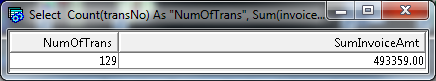 Select  Count(transNo) As "NumOfTrans", Sum(invoice...
NumOfTrans SumInvoiceAmt
129 493359.00